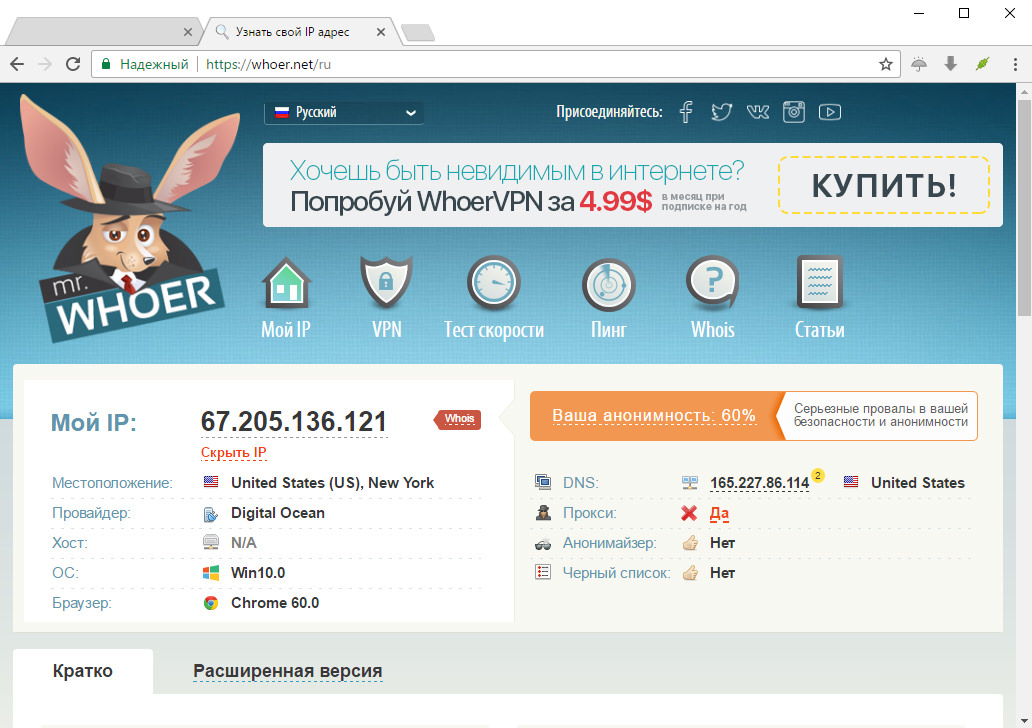 Узнать свой IP адрес
Надежный
https://whoer.net/ru
Русский
Присоединяйтесь:
Хочешь быть невидимым в интернете?
Попробуй WhoerVPN за 4.99$ в месяц при подписке на год
КУПИТЬ!
mr.
WHOER
Мой IP
VPN
Тест скорости
Пинг
Whois
Статьи
Мой IP:
67.205.136.121
Whois
Скрыть IP
Местоположение: United States (US), New York
Провайдер: Digital Ocean
Хост: N/A
ОС: Win10.0
Браузер: Chrome 60.0
Ваша анонимность: 60%
Серьезные провалы в вашей
безопасности и анонимности
DNS: 165.227.86.114 2 United States
Прокси: Да
Анонимайзер: Нет
Черный список: Нет
Кратко
Расширенная версия